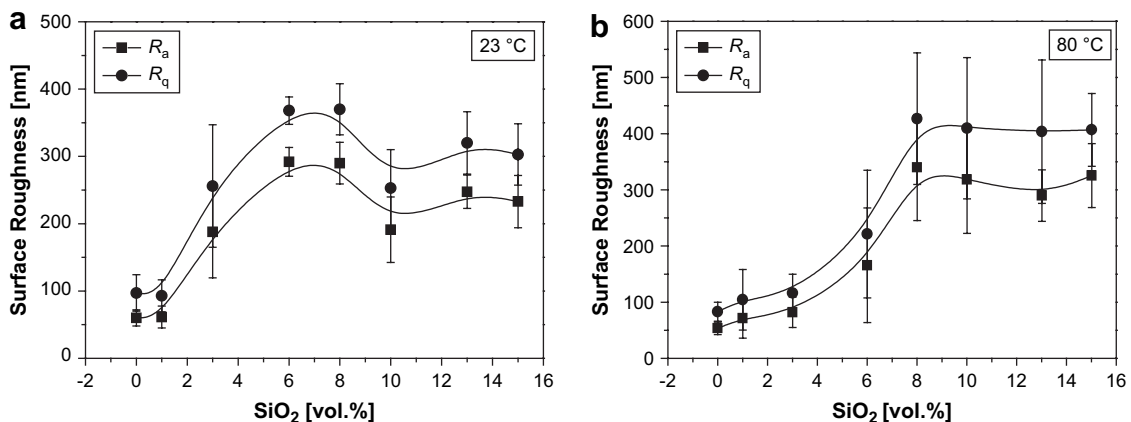 a
500
400
300
200
100
0
Surface Roughness [nm]
Rₐ
R_q
23 °C
-2 0 2 4 6 8 10 12 14 16
SiO₂ [vol.%]
b
600
500
400
300
200
100
0
Surface Roughness [nm]
Rₐ
R_q
80 °C
-2 0 2 4 6 8 10 12 14 16
SiO₂ [vol.%]